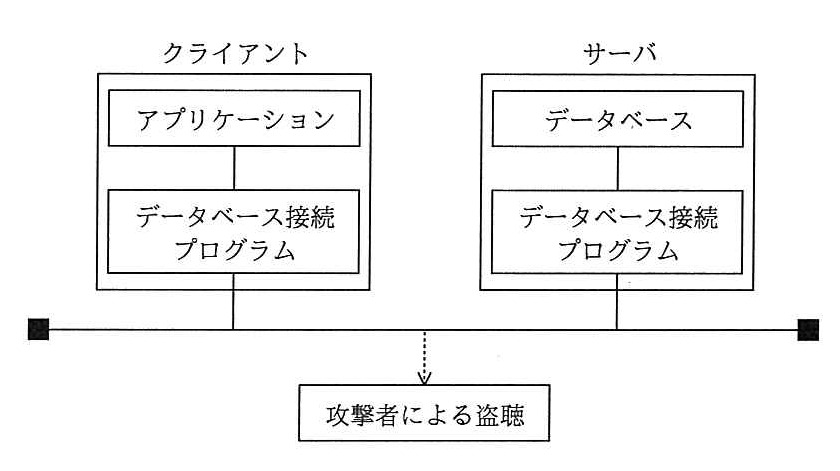 クライアント
サーバ
アプリケーション
データベース
データベース接続
プログラム
データベース接続
プログラム
攻撃者による盗聴